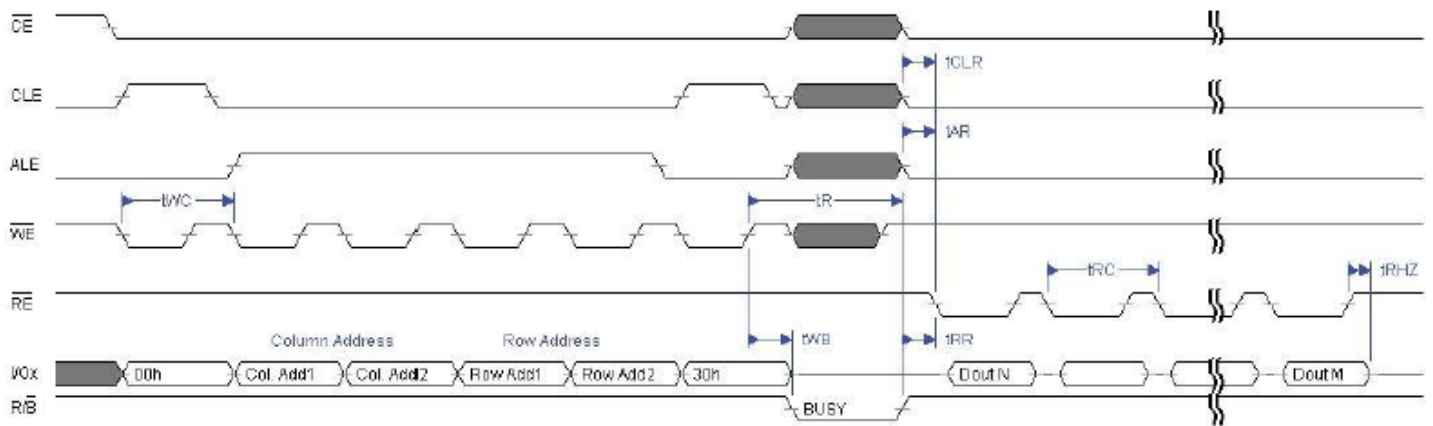 CE
tCLR
CLE
tAR
ALE
tWC
tR
WE
tRC
tRHZ
RE
Column Address
Row Address
tWB
tRR
I/Ox
00h
Col. Add1
Col. Add2
Row Add1
Row Add2
30h
Dout N
Dout M
R/B
BUSY